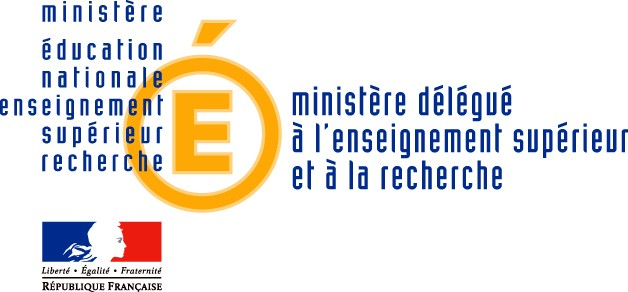 ministère
éducation
nationale
enseignement
supérieur
recherche
É
ministère délégué
à l'enseignement supérieur
et à la recherche
Liberté • Égalité • Fraternité
RÉPUBLIQUE FRANÇAISE